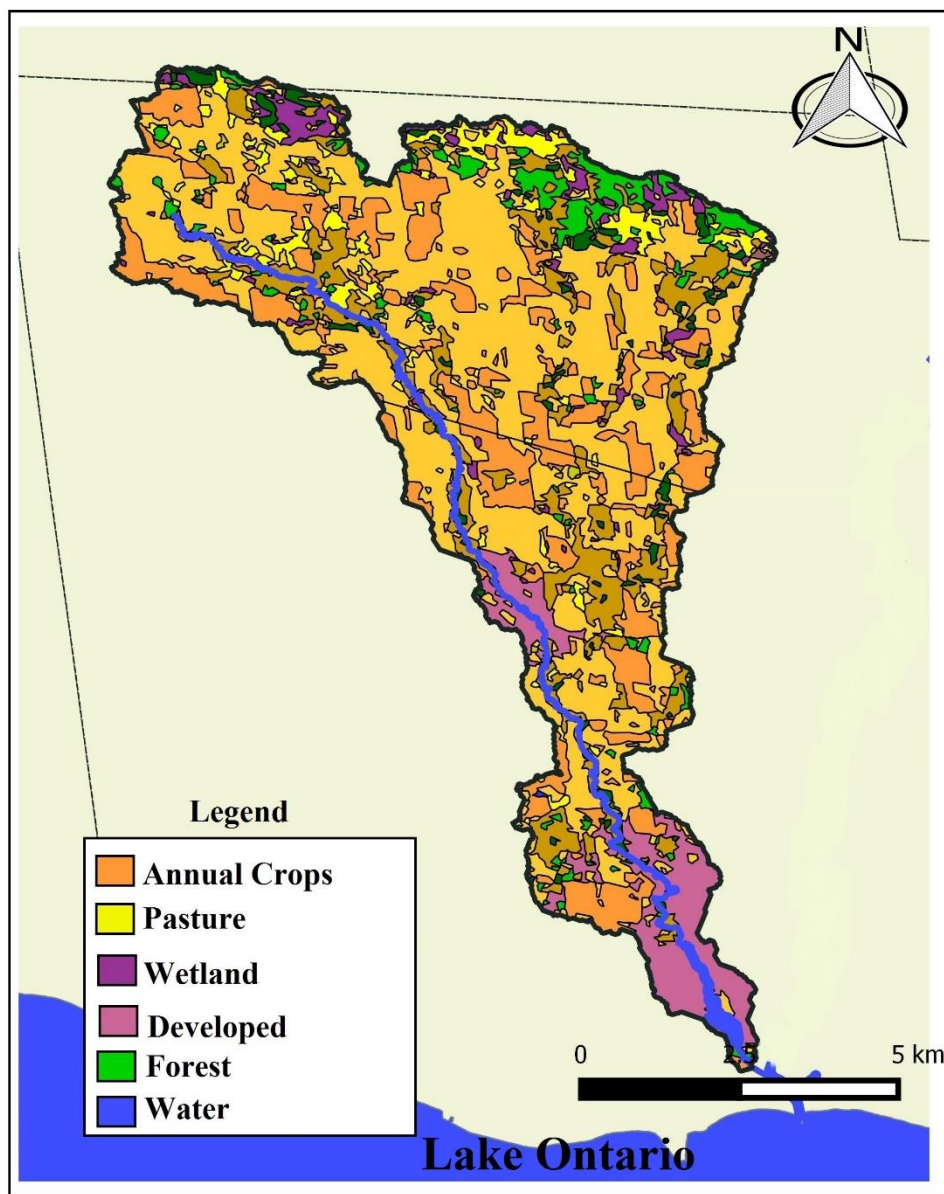 N
Legend
Annual Crops
Pasture
Wetland
Developed
Forest
Water
0 2.5 5 km
Lake Ontario